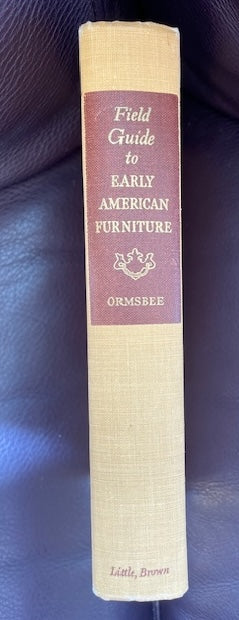 Field
Guide
to
EARLY
AMERICAN
FURNITURE
ORMSBEE
Little, Brown